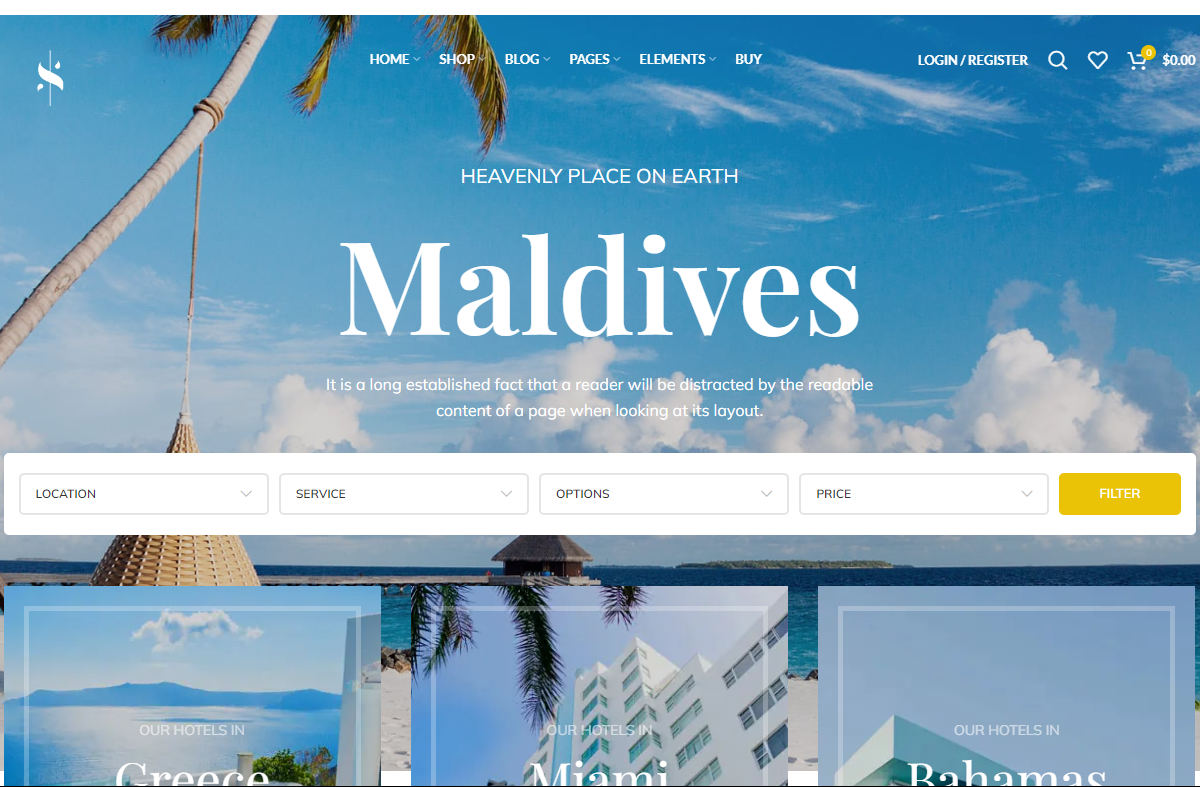 HOME SHOP BLOG PAGES ELEMENTS BUY
LOGIN / REGISTER 0 $0.00
HEAVENLY PLACE ON EARTH
Maldives
It is a long established fact that a reader will be distracted by the readable
content of a page when looking at its layout.
LOCATION SERVICE OPTIONS PRICE FILTER
OUR HOTELS IN
Greece
OUR HOTELS IN
Miami
OUR HOTELS IN
Bahamas